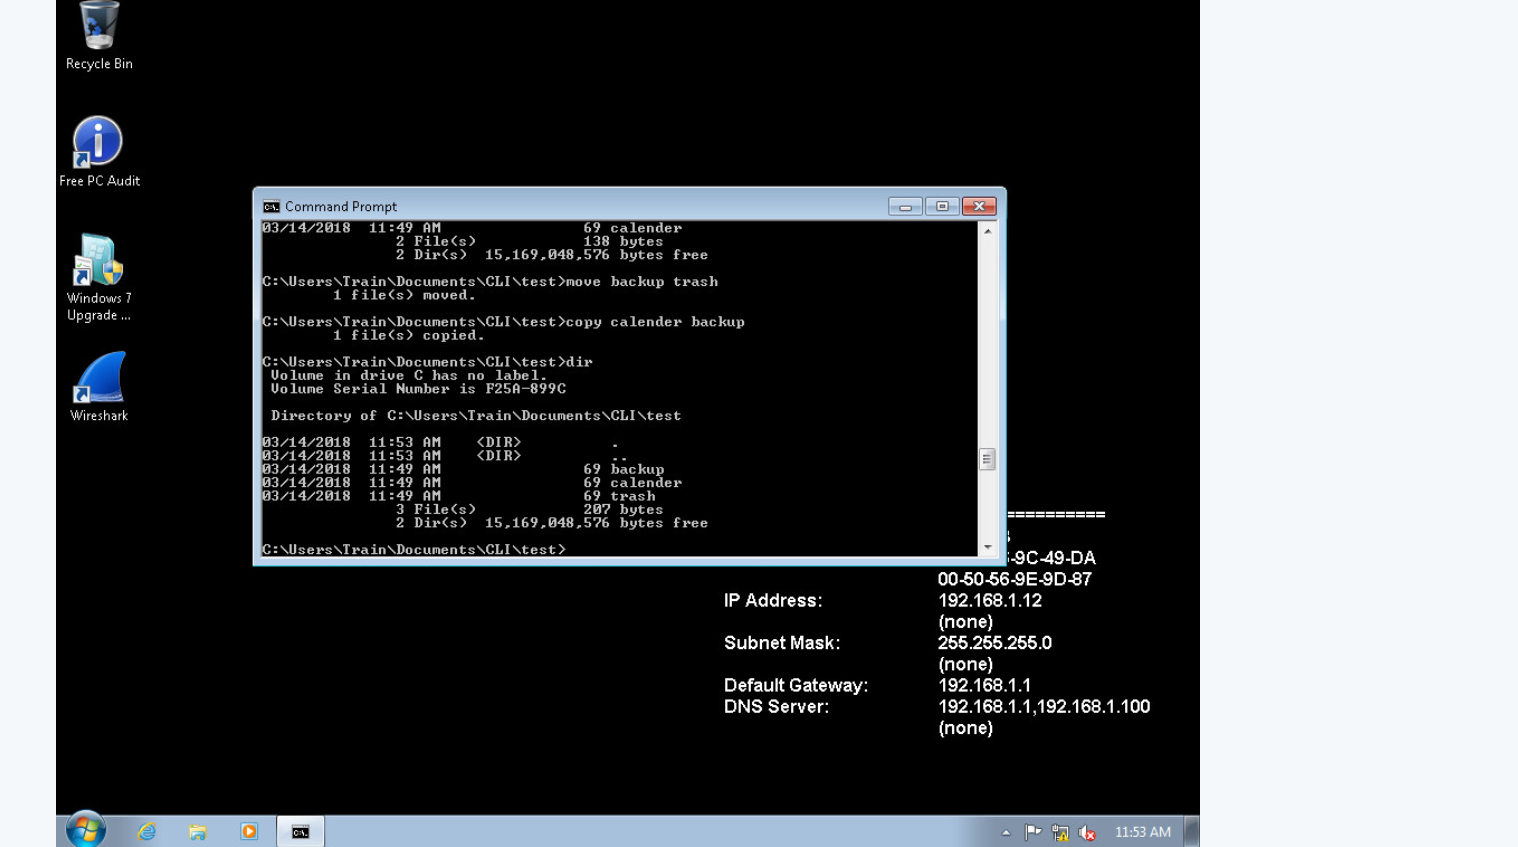 Recycle Bin
Free PC Audit
Windows 7
Upgrade ...
Wireshark
Command Prompt
03/14/2018  11:49 AM                69 calender
               2 File(s)            138 bytes
               2 Dir(s)  15,169,048,576 bytes free
C:\Users\Train\Documents\CLI\test>move backup trash
        1 file(s) moved.
C:\Users\Train\Documents\CLI\test>copy calender backup
        1 file(s) copied.
C:\Users\Train\Documents\CLI\test>dir
 Volume in drive C has no label.
 Volume Serial Number is F25A-899C
 Directory of C:\Users\Train\Documents\CLI\test
03/14/2018  11:53 AM    <DIR>          .
03/14/2018  11:53 AM    <DIR>          ..
03/14/2018  11:49 AM                69 backup
03/14/2018  11:49 AM                69 calender
03/14/2018  11:49 AM                69 trash
               3 File(s)            207 bytes
               2 Dir(s)  15,169,048,576 bytes free
C:\Users\Train\Documents\CLI\test>
===========
-9C-49-DA
00-50-56-9E-9D-87
IP Address: 192.168.1.12
(none)
Subnet Mask: 255.255.255.0
(none)
Default Gateway: 192.168.1.1
DNS Server: 192.168.1.1,192.168.1.100
(none)
11:53 AM